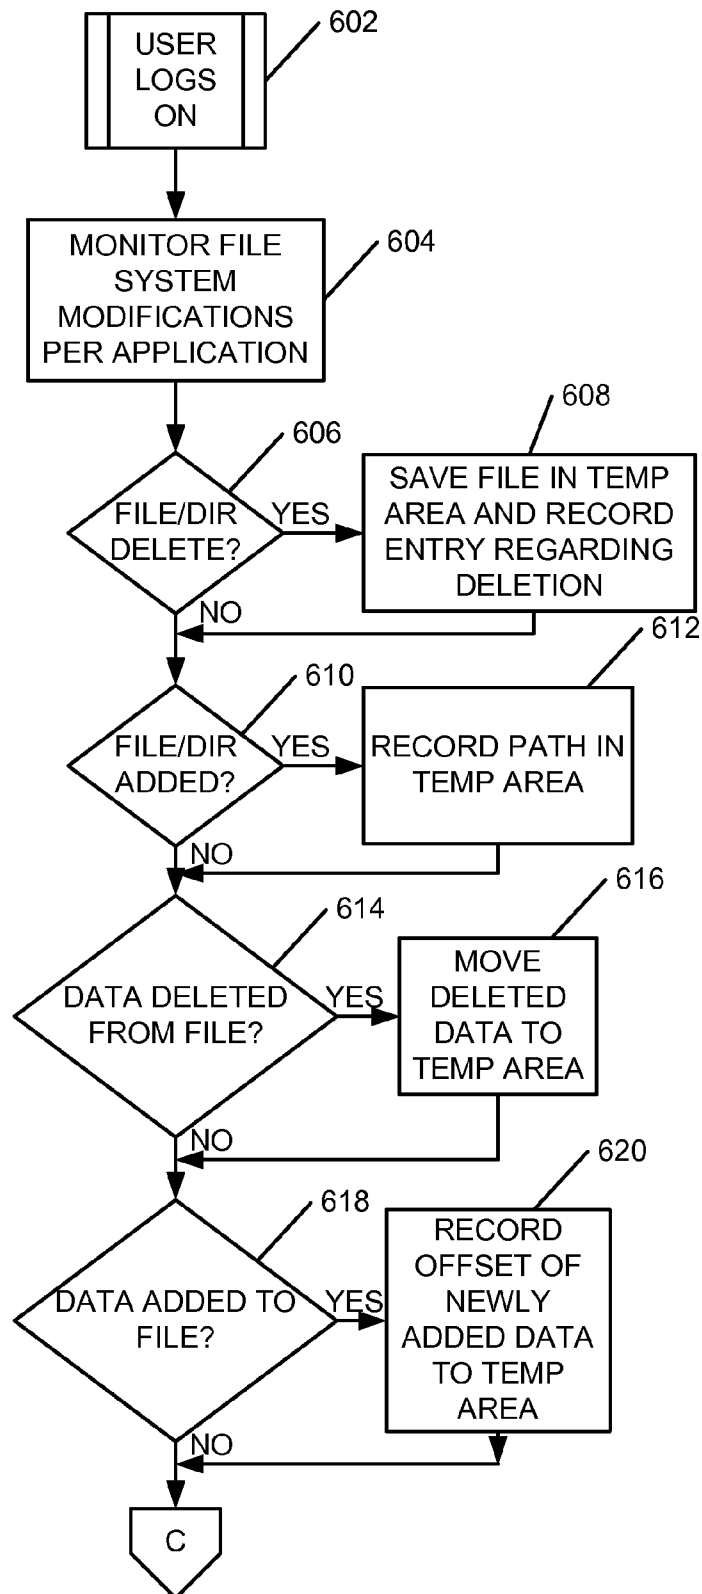 602
USER
LOGS
ON
604
MONITOR FILE
SYSTEM
MODIFICATIONS
PER APPLICATION
606
FILE/DIR
DELETE?
YES
NO
608
SAVE FILE IN TEMP
AREA AND RECORD
ENTRY REGARDING
DELETION
610
FILE/DIR
ADDED?
YES
NO
612
RECORD PATH IN
TEMP AREA
614
DATA DELETED
FROM FILE?
YES
NO
616
MOVE
DELETED
DATA TO
TEMP AREA
618
DATA ADDED TO
FILE?
YES
NO
620
RECORD
OFFSET OF
NEWLY
ADDED DATA
TO TEMP
AREA
C